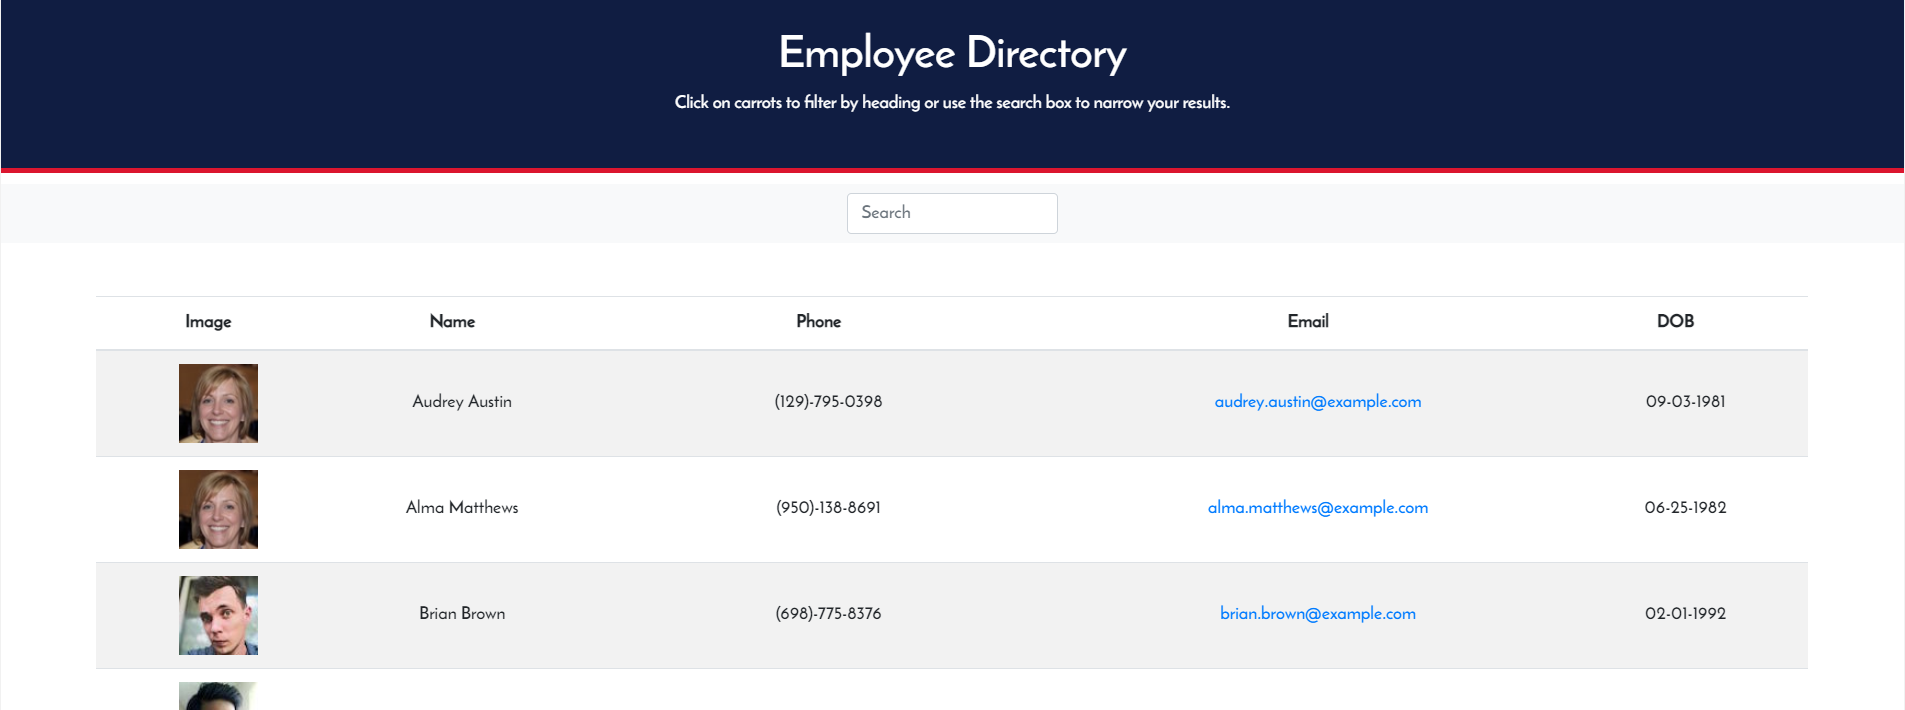 Employee Directory
Click on carrots to filter by heading or use the search box to narrow your results.
Search
Image Name Phone Email DOB
Audrey Austin (129)-795-0398 audrey.austin@example.com 09-03-1981
Alma Matthews (950)-138-8691 alma.matthews@example.com 06-25-1982
Brian Brown (698)-775-8376 brian.brown@example.com 02-01-1992